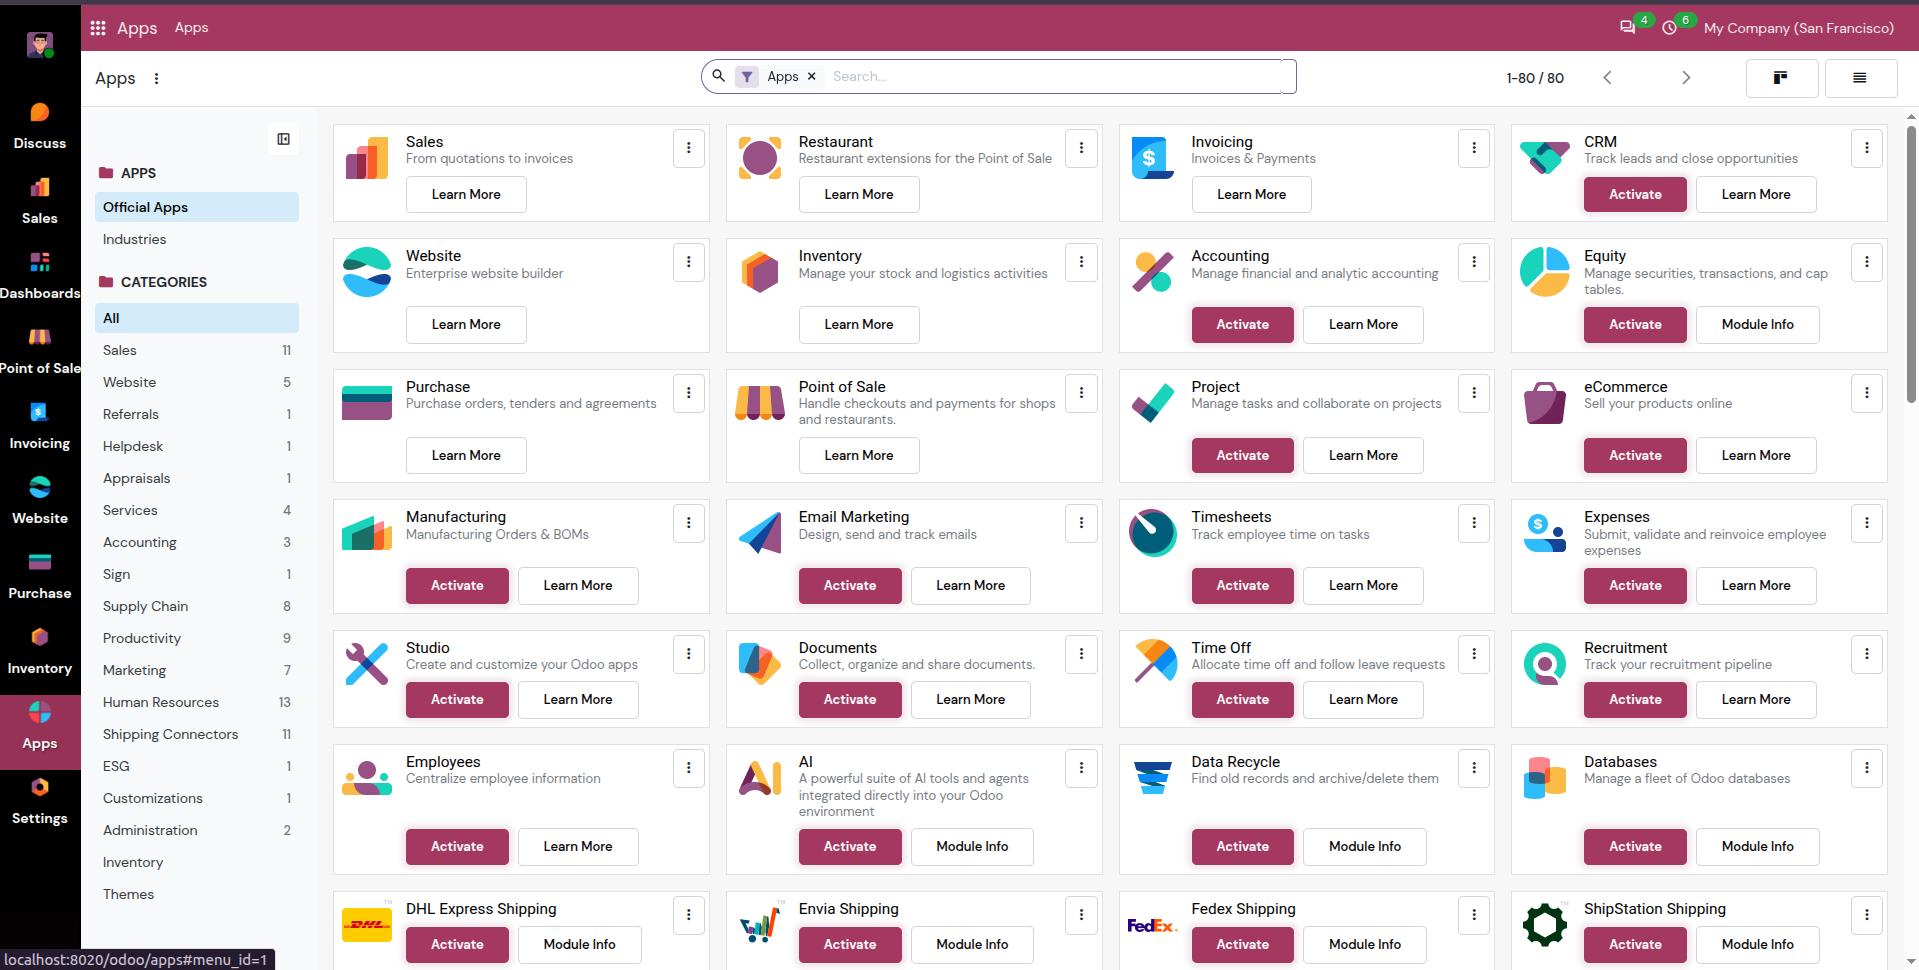 Apps
Apps
4
6
My Company (San Francisco)
Apps
Apps
Search...
1-80 / 80
Discuss
Sales
Dashboards
Point of Sale
Invoicing
Website
Purchase
Inventory
Apps
Settings
APPS
Official Apps
Industries
CATEGORIES
All
Sales 11
Website 5
Referrals 1
Helpdesk 1
Appraisals 1
Services 4
Accounting 3
Sign 1
Supply Chain 8
Productivity 9
Marketing 7
Human Resources 13
Shipping Connectors 11
ESG 1
Customizations 1
Administration 2
Inventory
Themes
Sales
From quotations to invoices
Learn More
Restaurant
Restaurant extensions for the Point of Sale
Learn More
Invoicing
Invoices & Payments
Learn More
CRM
Track leads and close opportunities
Activate Learn More
Website
Enterprise website builder
Learn More
Inventory
Manage your stock and logistics activities
Learn More
Accounting
Manage financial and analytic accounting
Activate Learn More
Equity
Manage securities, transactions, and cap
tables.
Activate Module Info
Purchase
Purchase orders, tenders and agreements
Learn More
Point of Sale
Handle checkouts and payments for shops
and restaurants.
Learn More
Project
Manage tasks and collaborate on projects
Activate Learn More
eCommerce
Sell your products online
Activate Learn More
Manufacturing
Manufacturing Orders & BOMs
Activate Learn More
Email Marketing
Design, send and track emails
Activate Learn More
Timesheets
Track employee time on tasks
Activate Learn More
Expenses
Submit, validate and reinvoice employee
expenses
Activate Learn More
Studio
Create and customize your Odoo apps
Activate Learn More
Documents
Collect, organize and share documents.
Activate Learn More
Time Off
Allocate time off and follow leave requests
Activate Learn More
Recruitment
Track your recruitment pipeline
Activate Learn More
Employees
Centralize employee information
Activate Learn More
AI
AI
A powerful suite of AI tools and agents
integrated directly into your Odoo
environment
Activate Module Info
Data Recycle
Find old records and archive/delete them
Activate Module Info
Databases
Manage a fleet of Odoo databases
Activate Module Info
TM
DHL
DHL Express Shipping
Activate Module Info
TM
Envia Shipping
Activate Module Info
FedEx
Fedex Shipping
Activate Module Info
TM
ShipStation Shipping
Activate Module Info
localhost:8020/odoo/apps#menu_id=1